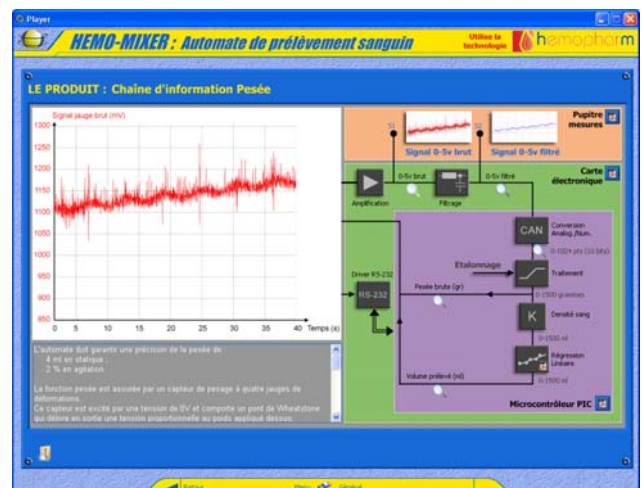 Player
HEMO-MIXER : Automate de prélèvement sanguin
Utilise la
technologie
hemopharm
LE PRODUIT : Chaîne d'information Pesée
Signal jauge brut (mV)
1300
1250
1200
1150
1100
1050
1000
950
900
850
0 5 10 15 20 25 30 35 40 Temps (s)
L'automate doit garantir une précision de la pesée de
4 ml en statique ;
2 % en agitation.
La fonction pesée est assurée par un capteur de pesage à quatre jauges de
déformations.
Ce capteur est excité par une tension de 8V et comporte un pont de Wheatstone
qui délivre en sortie une tension proportionnelle au poids appliqué dessus.
S1
S2
Pupitre
mesures
Signal 0-5v brut
Signal 0-5v filtré
Carte
électronique
0-5v brut
0-5v filtré
Amplification
Filtrage
CAN
Conversion
Analog./Num.
0-1024 pts (10 bits)
Etalonnage
Traitement
Driver RS-232
RS-232
Pesée brute (gr)
0-1500 grammes
K
Densité sang
0-1500 ml
Régression
Linéaire
Volume prélevé (ml)
0-1500 ml
Microcontrôleur PIC
Retour
Menu
Général